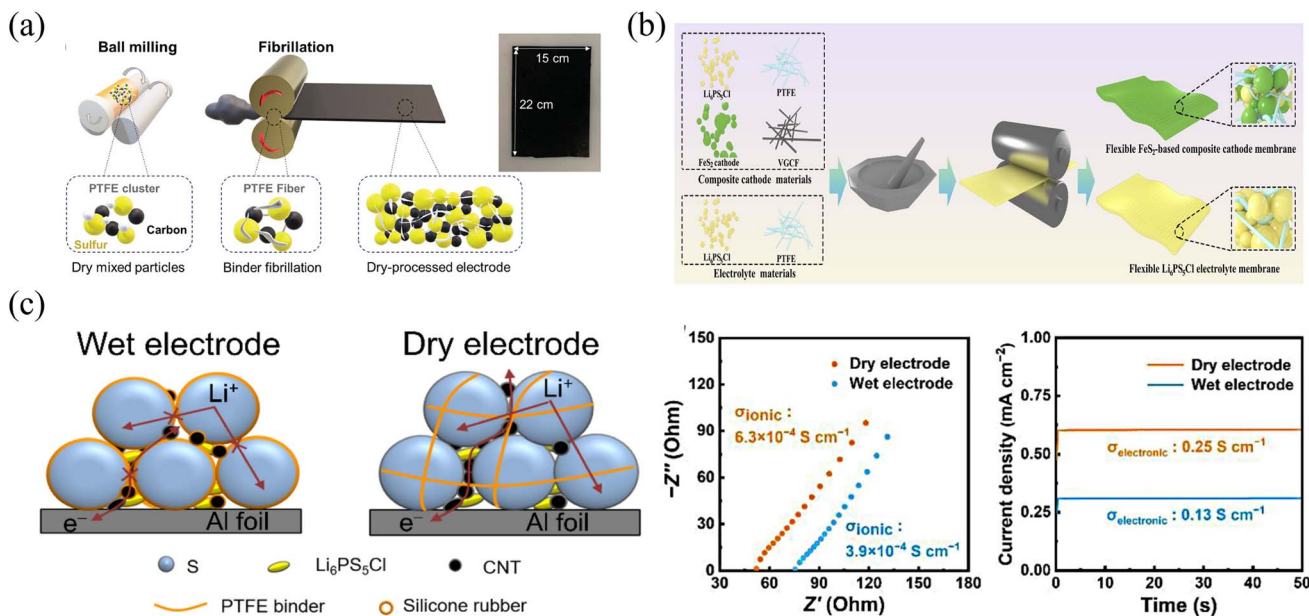 (a)
Ball milling
Fibrillation
15 cm
22 cm
PTFE cluster
Carbon
Sulfur
Dry mixed particles
PTFE Fiber
Binder fibrillation
Dry-processed electrode
(b)
Li₆PS₅Cl
PTFE
FeS₂ cathode
VGCF
Composite cathode materials
Li₆PS₅Cl
PTFE
Electrolyte materials
Flexible FeS₂-based composite cathode membrane
Flexible Li₆PS₅Cl electrolyte membrane
(c)
Wet electrode
Li⁺
e⁻
Al foil
Dry electrode
Li⁺
e⁻
Al foil
S
Li₆PS₅Cl
CNT
PTFE binder
Silicone rubber
150
120
90
60
30
0
−Z″ (Ohm)
Dry electrode
Wet electrode
σionic :
6.3×10⁻⁴ S cm⁻¹
σionic :
3.9×10⁻⁴ S cm⁻¹
30 60 90 120 150 180
Z′ (Ohm)
1.00
0.75
0.50
0.25
0.00
Current density (mA cm⁻²)
Dry electrode
Wet electrode
σelectronic : 0.25 S cm⁻¹
σelectronic : 0.13 S cm⁻¹
0 10 20 30 40 50
Time (s)